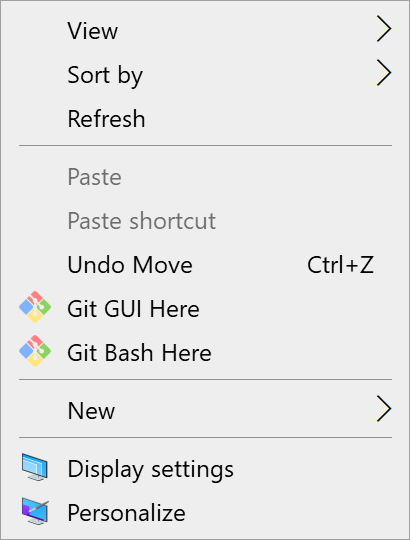 View
Sort by
Refresh
Paste
Paste shortcut
Undo Move Ctrl+Z
Git GUI Here
Git Bash Here
New
Display settings
Personalize